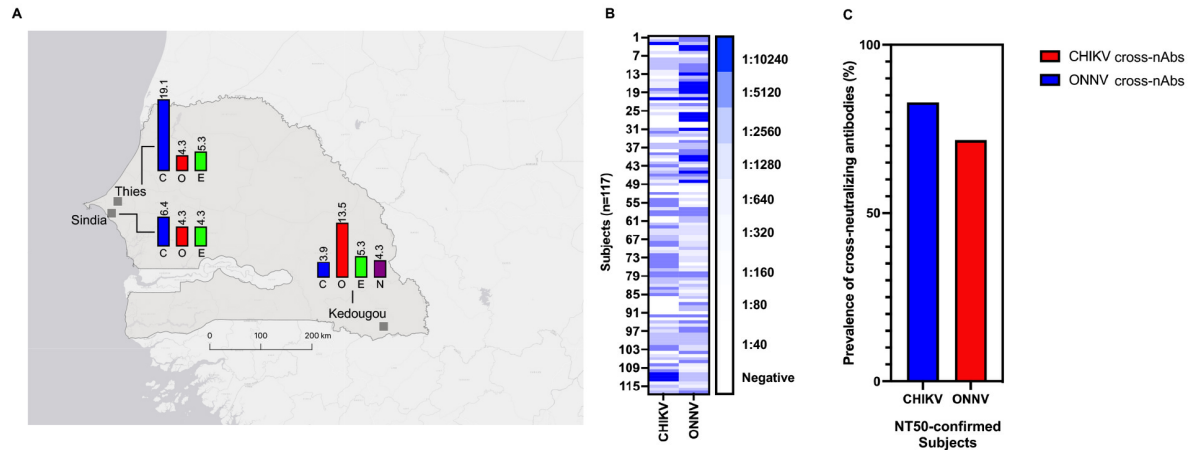 A
19.1
4.3
5.3
C
O
E
Thies
Sindia
6.4
4.3
4.3
C
O
E
3.9
13.5
5.3
4.3
C
O
E
N
Kedougou
0
100
200 km
B
Subjects (n=117)
1
7
13
19
25
31
37
43
49
55
61
67
73
79
85
91
97
103
109
115
CHIKV
ONNV
1:10240
1:5120
1:2560
1:1280
1:640
1:320
1:160
1:80
1:40
Negative
C
Prevalence of cross-neutralizing antibodies (%)
100
50
0
CHIKV ONNV
NT50-confirmed
Subjects
CHIKV cross-nAbs
ONNV cross-nAbs